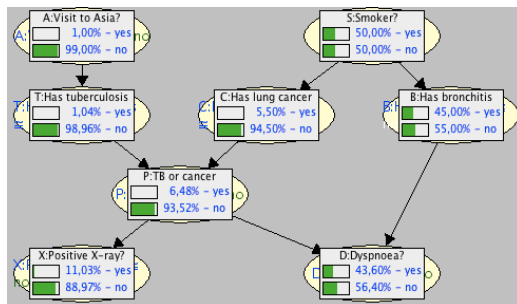 A:Visit to Asia?
1,00% - yes
99,00% - no
S:Smoker?
50,00% - yes
50,00% - no
T:Has tuberculosis
1,04% - yes
98,96% - no
C:Has lung cancer
5,50% - yes
94,50% - no
B:Has bronchitis
45,00% - yes
55,00% - no
P:TB or cancer
6,48% - yes
93,52% - no
X:Positive X-ray?
11,03% - yes
88,97% - no
D:Dyspnoea?
43,60% - yes
56,40% - no